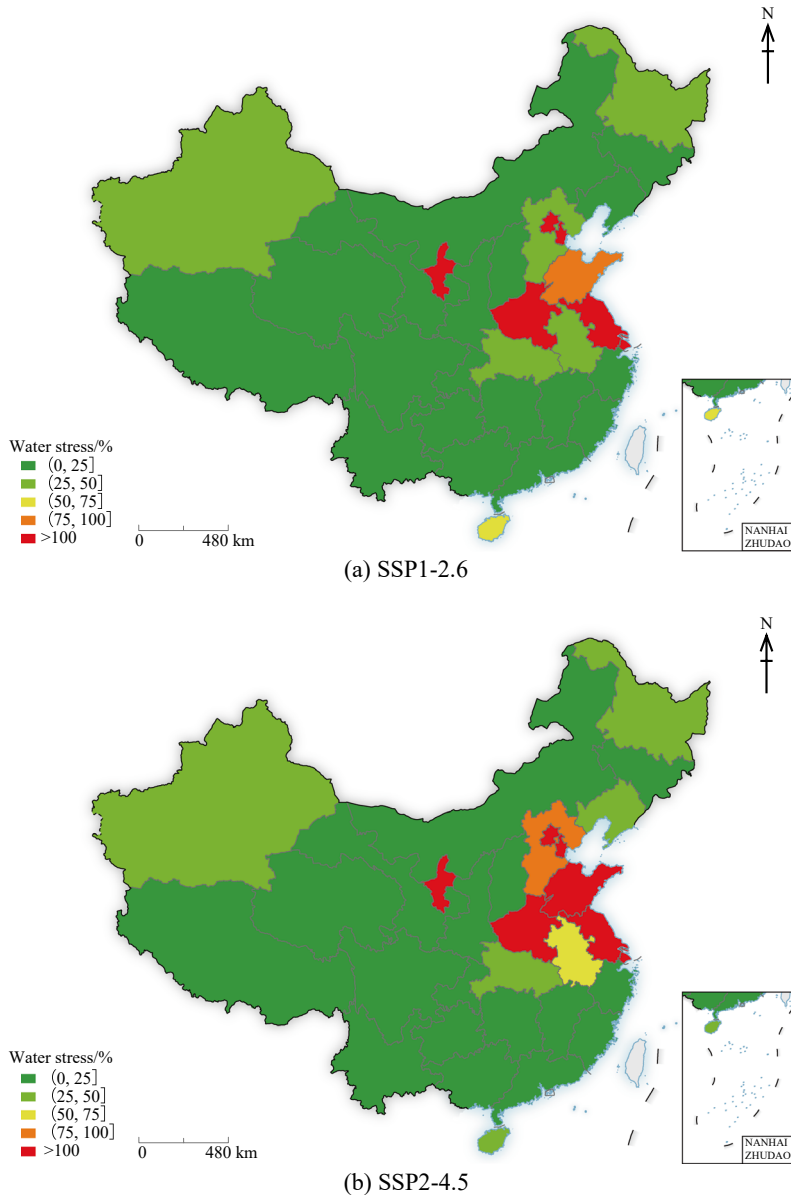 N
Water stress/%
(0, 25]
(25, 50]
(50, 75]
(75, 100]
>100
0 480 km
NANHAI
ZHUDAO
(a) SSP1-2.6
N
Water stress/%
(0, 25]
(25, 50]
(50, 75]
(75, 100]
>100
0 480 km
NANHAI
ZHUDAO
(b) SSP2-4.5